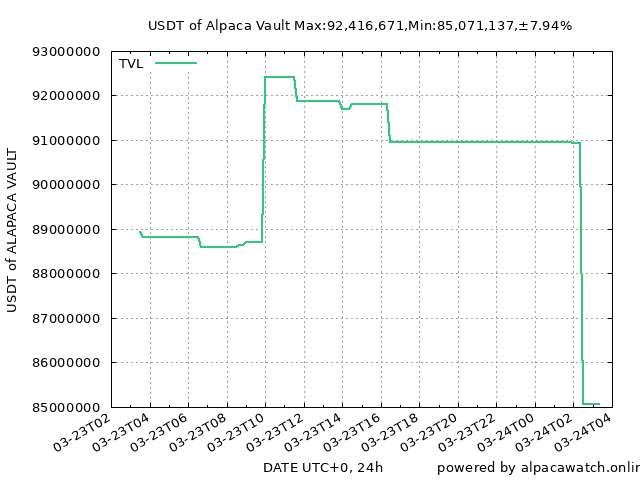 USDT of Alpaca Vault Max:92,416,671,Min:85,071,137,±7.94%
TVL
93000000
92000000
91000000
90000000
89000000
88000000
87000000
86000000
85000000
USDT of ALAPACA VAULT
03-23T02
03-23T04
03-23T06
03-23T08
03-23T10
03-23T12
03-23T14
03-23T16
03-23T18
03-23T20
03-23T22
03-24T00
03-24T02
03-24T04
DATE UTC+0, 24h
powered by alpacawatch.onlin